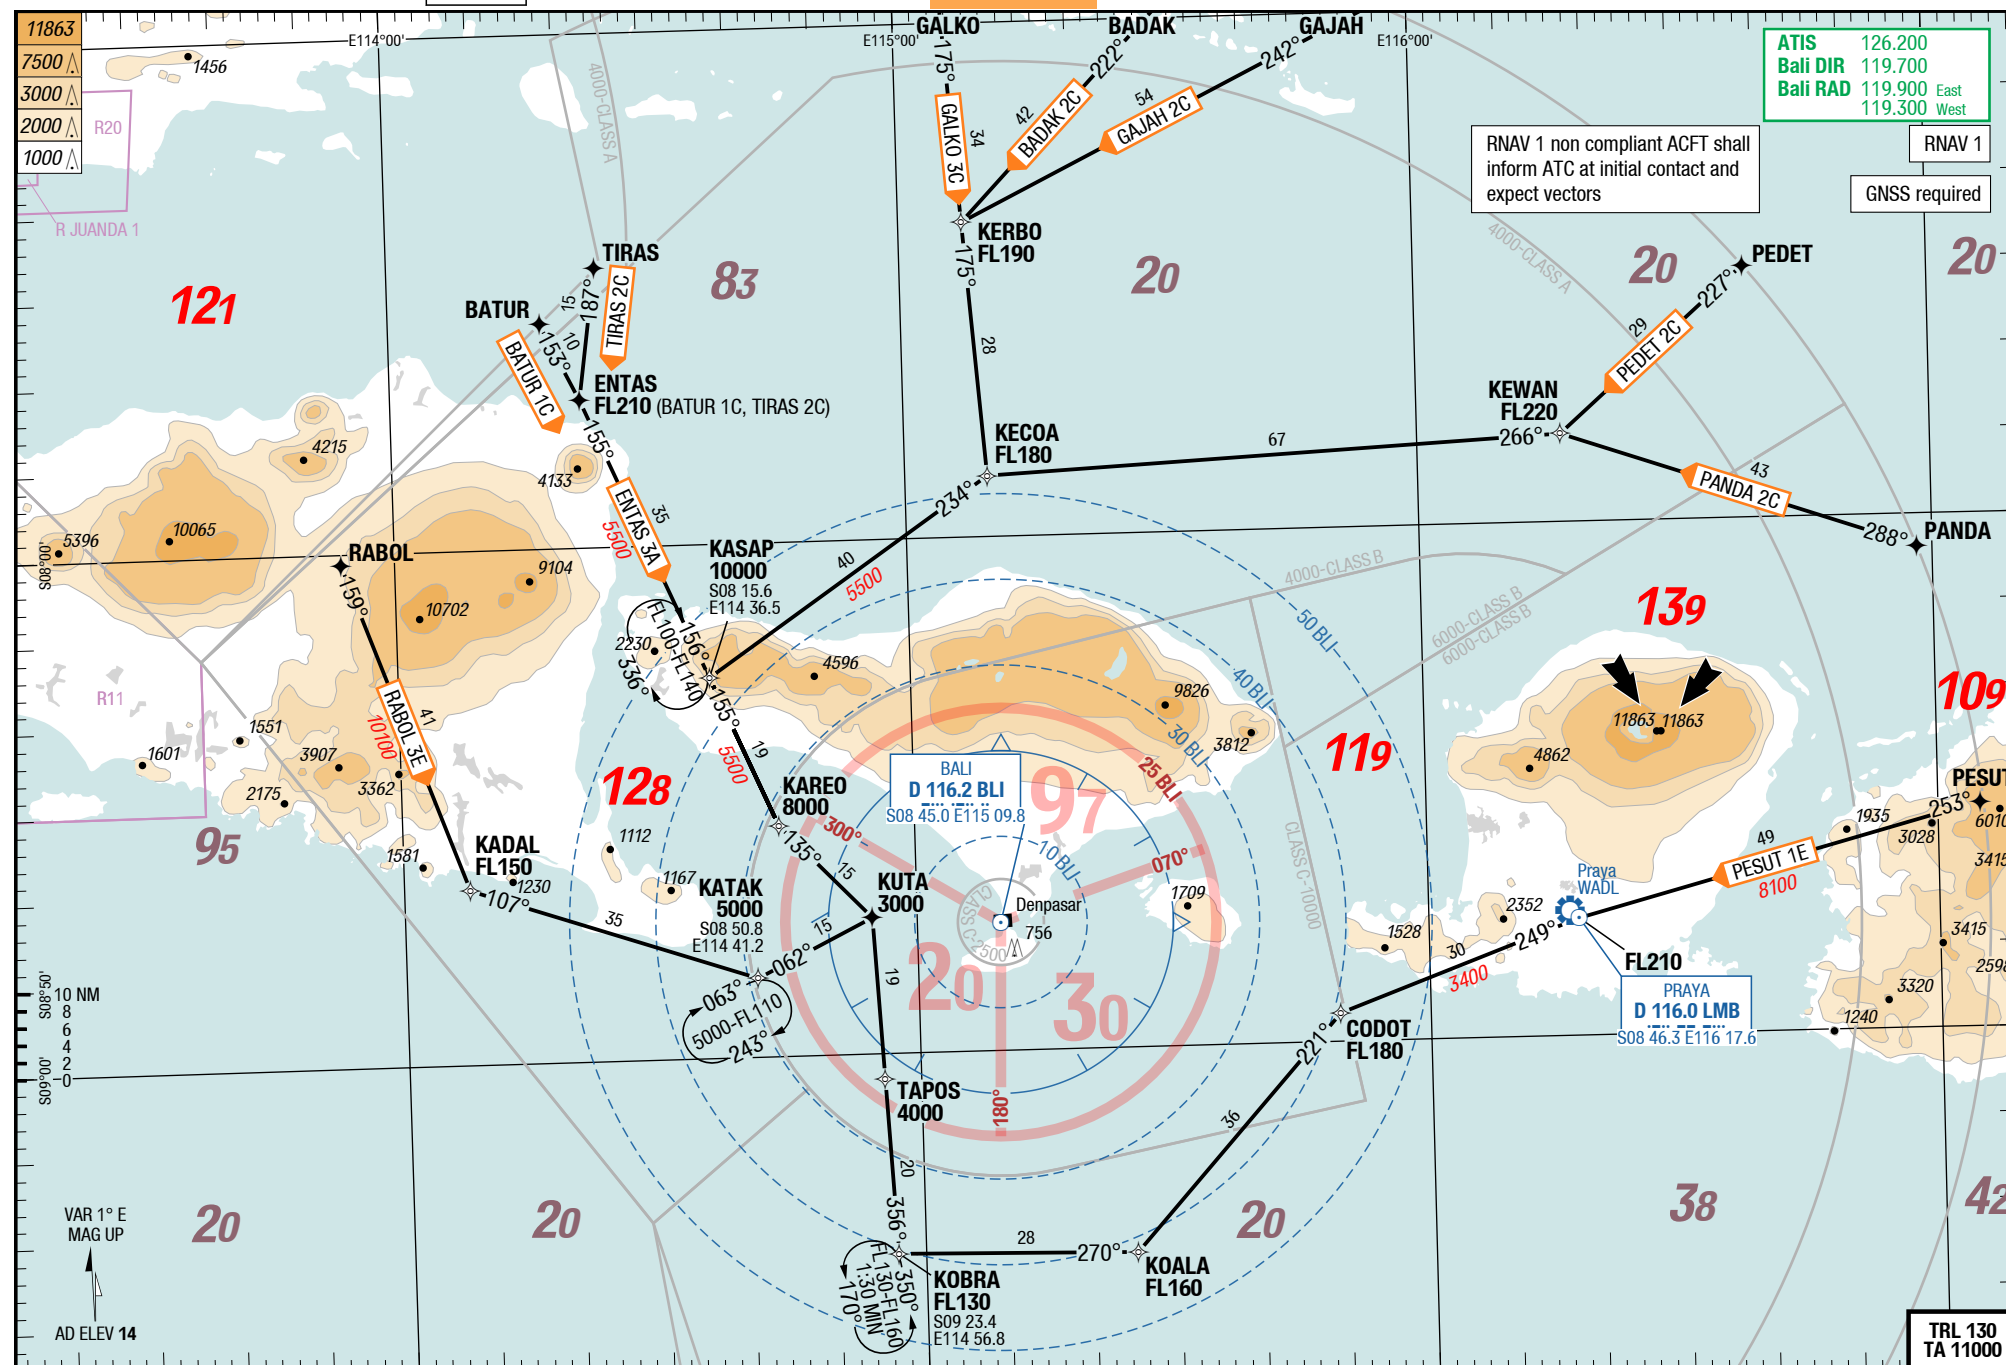 11863
7500
3000
2000
1000
1456
R20
R JUANDA 1
E114°00'
E115°00'
E116°00'
4000-CLASS A
GALKO
BADAK
GAJAH
175°
222°
242°
GALKO 3C
34
42
BADAK 2C
54
GAJAH 2C
ATIS 126.200
Bali DIR 119.700
Bali RAD 119.900 East
119.300 West
RNAV 1 non compliant ACFT shall
inform ATC at initial contact and
expect vectors
RNAV 1
GNSS required
KERBO
FL190
175°
28
4000-CLASS A
121
83
20
20
20
TIRAS
15
187°
TIRAS 2C
BATUR
10
153°
BATUR 1C
ENTAS
FL210 (BATUR 1C, TIRAS 2C)
PEDET
227°
29
PEDET 2C
KEWAN
FL220
266°
67
43
PANDA 2C
288°
PANDA
KECOA
FL180
234°
40
5500
155°
35
ENTAS 3A
5500
4215
4133
10065
5396
S08°00'
RABOL
159°
9104
10702
41
RABOL 3E
10100
KASAP
10000
S08 15.6
E114 36.5
FL100-FL140
156°
336°
2230
4596
155°
19
5500
4000-CLASS B
6000-CLASS B
6000-CLASS B
50 BLI
40 BLI
30 BLI
25 BLI
10 BLI
139
109
119
128
97
95
R11
1551
1601
3907
3362
2175
1581
1230
1112
1167
9826
3812
11863
11863
4862
BALI
D 116.2 BLI
S08 45.0 E115 09.8
KAREO
8000
300°
135°
15
070°
CLASS C-10000
PESUT
253°
6010
1935
3028
3415
49
PESUT 1E
8100
Praya
WADL
KADAL
FL150
107°
35
KATAK
5000
S08 50.8
E114 41.2
15
062°
KUTA
3000
CLASS C-2500
Denpasar
756
1709
1528
2352
249°
30
3400
FL210
PRAYA
D 116.0 LMB
S08 46.3 E116 17.6
3415
2598
3320
1240
063°
5000-FL110
243°
20
30
19
CODOT
FL180
221°
36
S08°50'
10 NM
8
6
4
2
0
S09°00'
TAPOS
4000
180°
20
356°
28
270°
KOALA
FL160
KOBRA
FL130
S09 23.4
E114 56.8
350°
FL130-FL160
1:30 MIN
170°
20
20
20
38
42
VAR 1° E
MAG UP
AD ELEV 14
TRL 130
TA 11000